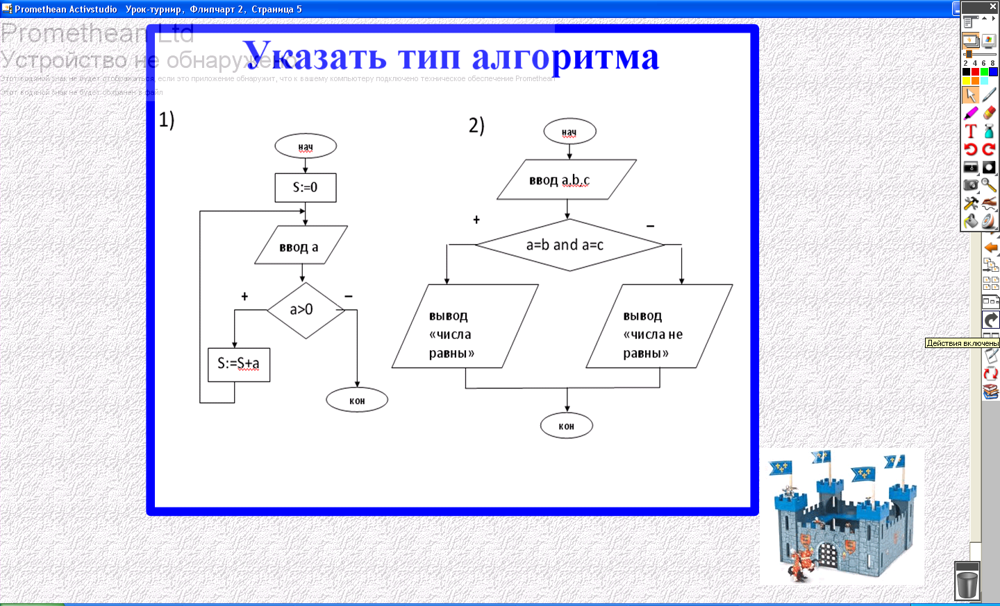 Promethean Activstudio Урок-турнир, Флипчарт 2, Страница 5
Promethean Ltd
Устройство не обнаружено
Этот водяной знак не будет отображаться, если это приложение обнаружит, что к вашему компьютеру подключено техническое обеспечение Promethean
Этот водяной знак не будет сохранен в файл
Указать тип алгоритма
1)
нач
S:=0
ввод a
a>0
+
–
S:=S+a
кон
2)
нач
ввод a,b,c
a=b and a=c
+
–
вывод
«числа
равны»
вывод
«числа не
равны»
кон
2 4 6 8
T
Действия включены